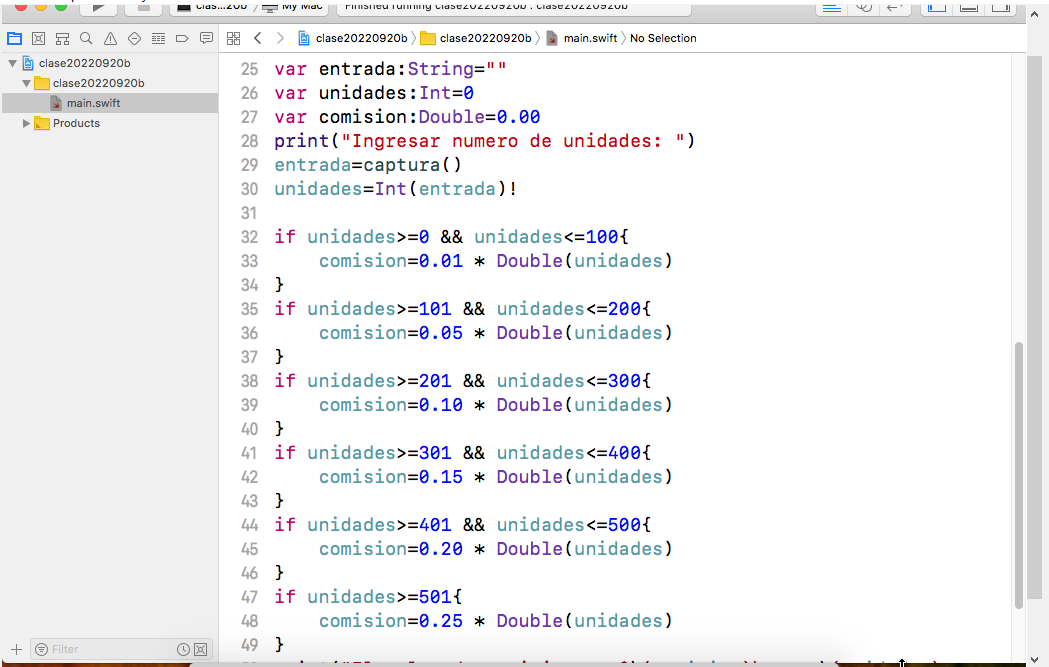 clas...20b My Mac
Finished running clase20220920b : clase20220920b
clase20220920b clase20220920b main.swift No Selection
clase20220920b
clase20220920b
main.swift
Products
25 var entrada:String=""
26 var unidades:Int=0
27 var comision:Double=0.00
28 print("Ingresar numero de unidades: ")
29 entrada=captura()
30 unidades=Int(entrada)!
31
32 if unidades>=0 && unidades<=100{
33 comision=0.01 * Double(unidades)
34 }
35 if unidades>=101 && unidades<=200{
36 comision=0.05 * Double(unidades)
37 }
38 if unidades>=201 && unidades<=300{
39 comision=0.10 * Double(unidades)
40 }
41 if unidades>=301 && unidades<=400{
42 comision=0.15 * Double(unidades)
43 }
44 if unidades>=401 && unidades<=500{
45 comision=0.20 * Double(unidades)
46 }
47 if unidades>=501{
48 comision=0.25 * Double(unidades)
49 }
Filter